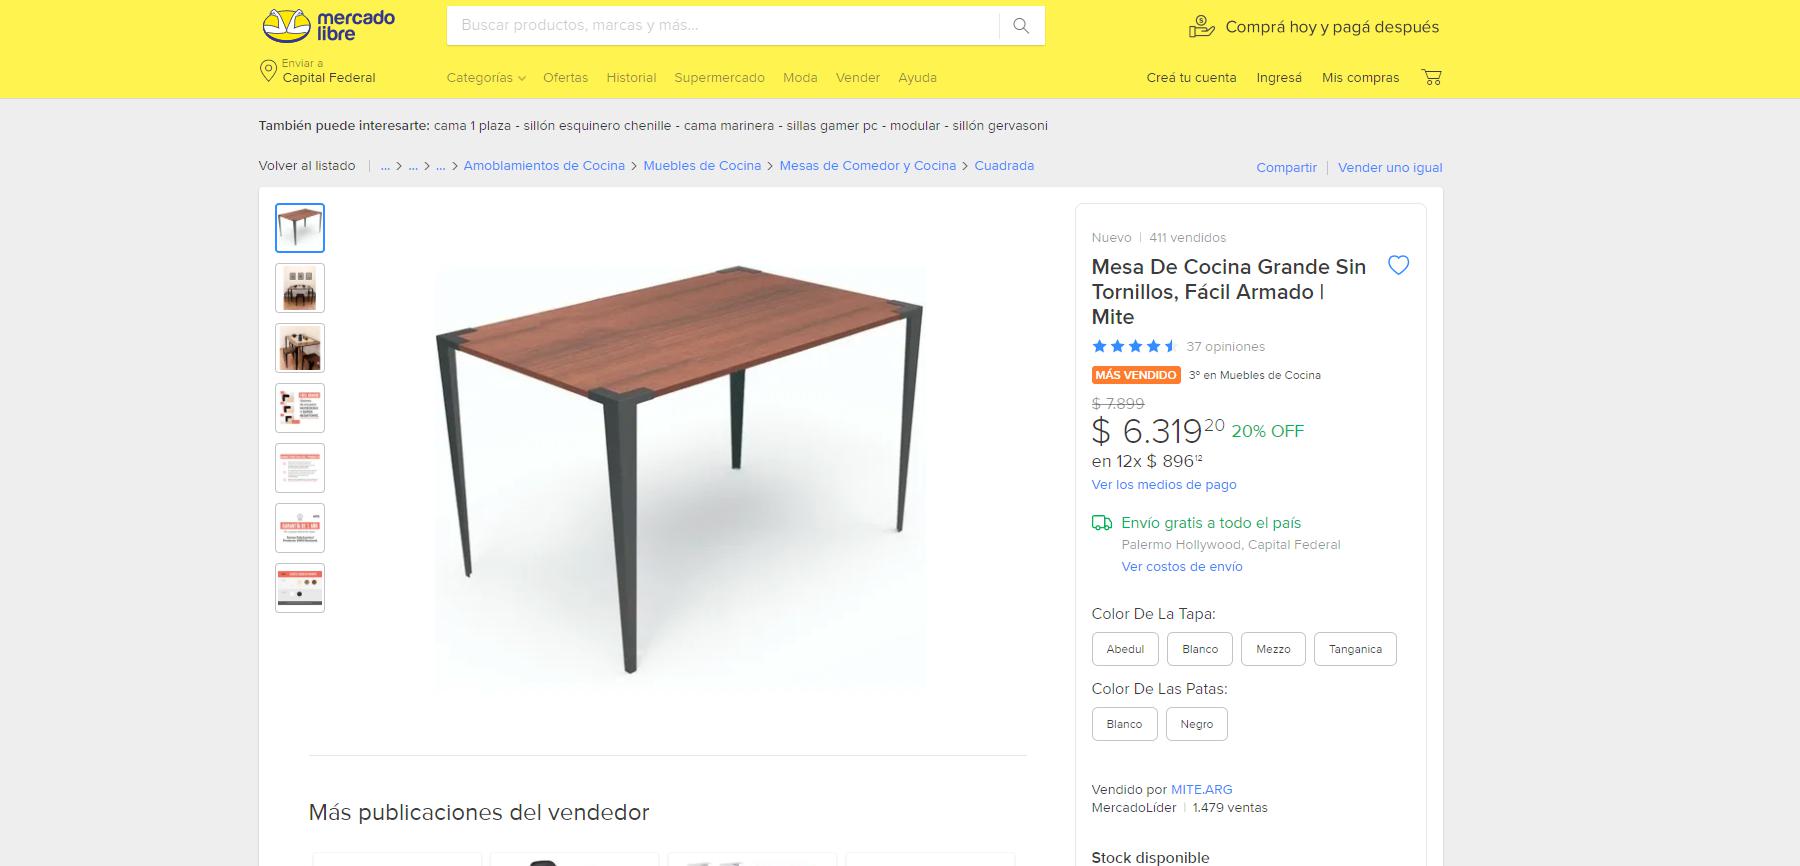 mercado
libre
Buscar productos, marcas y más...
Comprá hoy y pagá después
Enviar a
Capital Federal
Categorías Ofertas Historial Supermercado Moda Vender Ayuda
Creá tu cuenta Ingresá Mis compras
También puede interesarte: cama 1 plaza - sillón esquinero chenille - cama marinera - sillas gamer pc - modular - sillón gervasoni
Volver al listado | ... > ... > ... > Amoblamientos de Cocina > Muebles de Cocina > Mesas de Comedor y Cocina > Cuadrada
Compartir | Vender uno igual
Nuevo | 411 vendidos
Mesa De Cocina Grande Sin
Tornillos, Fácil Armado |
Mite
37 opiniones
MÁS VENDIDO 3º en Muebles de Cocina
$ 7.899
$ 6.319 20 20% OFF
en 12x $ 896 12
Ver los medios de pago
Envío gratis a todo el país
Palermo Hollywood, Capital Federal
Ver costos de envío
Color De La Tapa:
Abedul Blanco Mezzo Tanganica
Color De Las Patas:
Blanco Negro
Vendido por MITE.ARG
MercadoLíder | 1.479 ventas
Stock disponible
Más publicaciones del vendedor